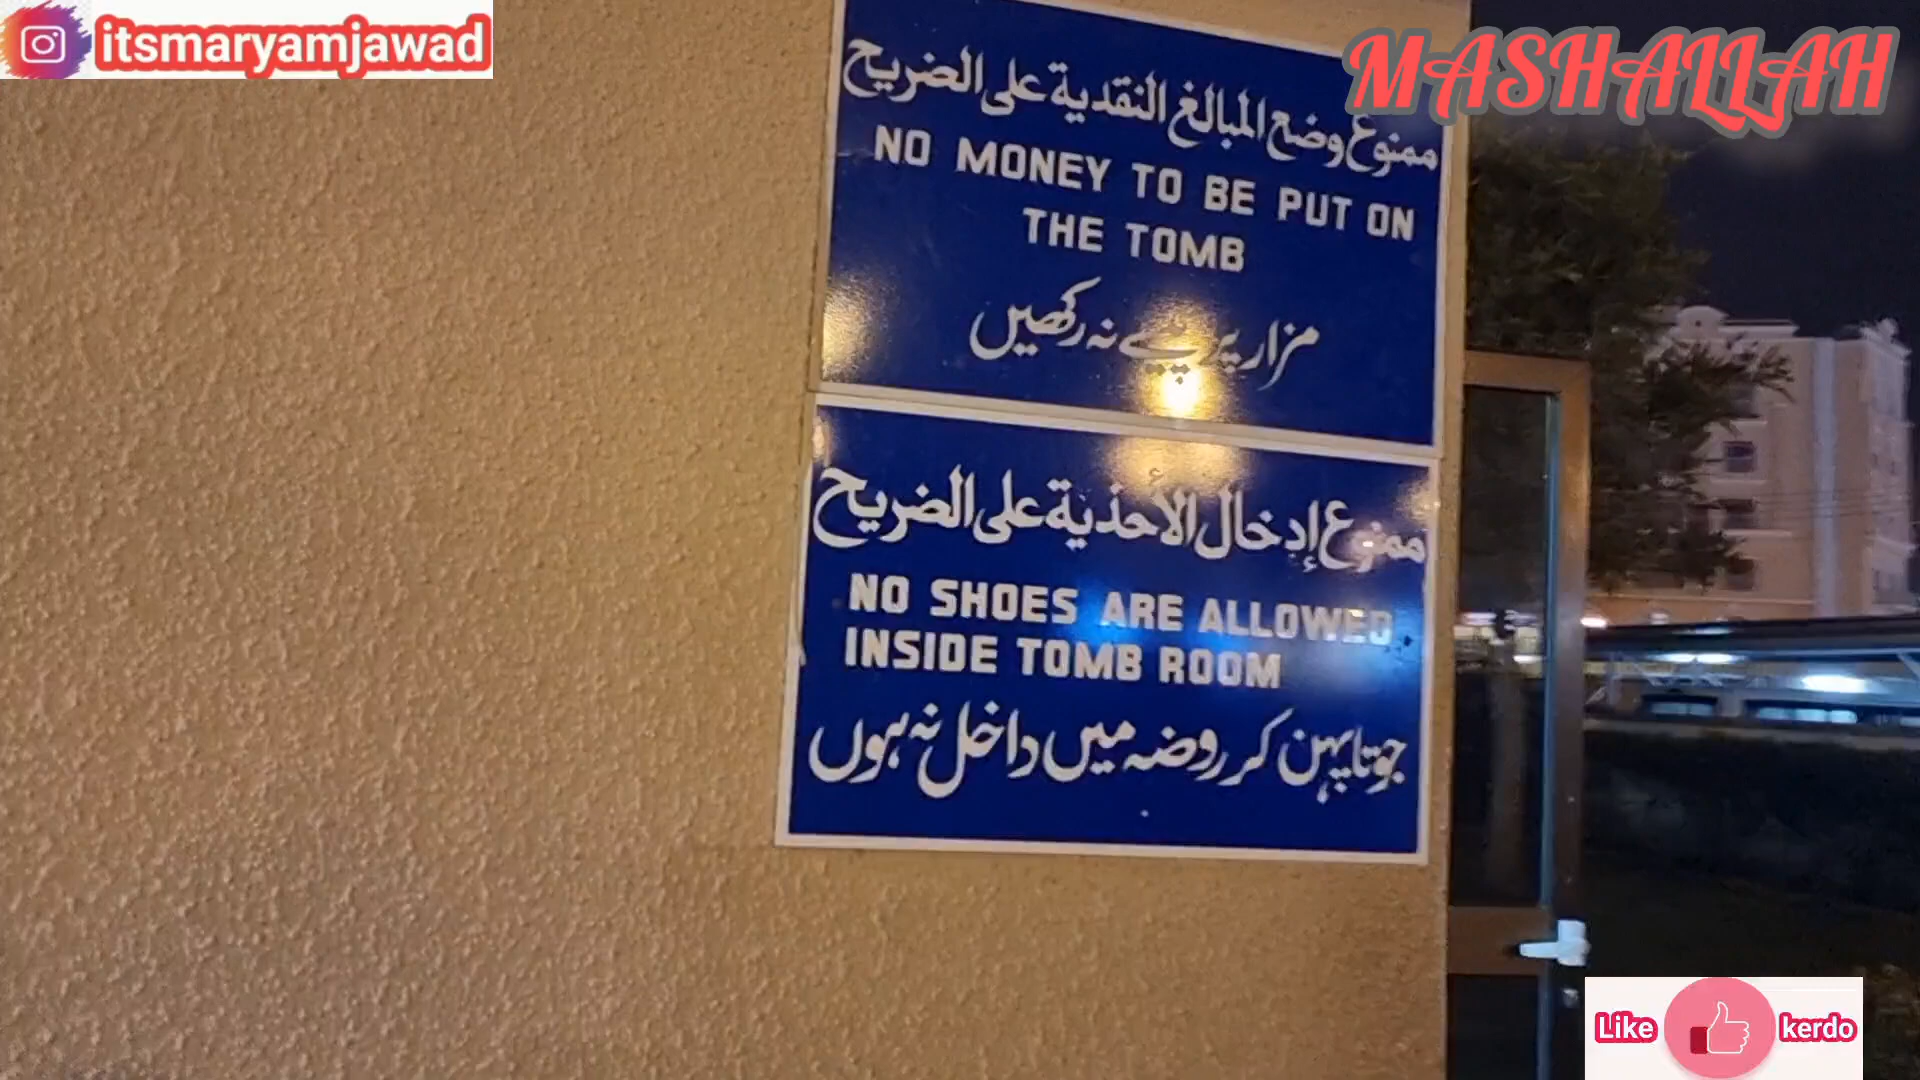 itsmaryamjawad
MASHALLAH
ممنوع وضع المبالغ النقدية على الضريح
NO MONEY TO BE PUT ON
THE TOMB
مزار پر پیسے نہ رکھیں
ممنوع إدخال الأحذية على الضريح
NO SHOES ARE ALLOWED
INSIDE TOMB ROOM
جوتا پہن کر روضہ میں داخل نہ ہوں
Like kerdo